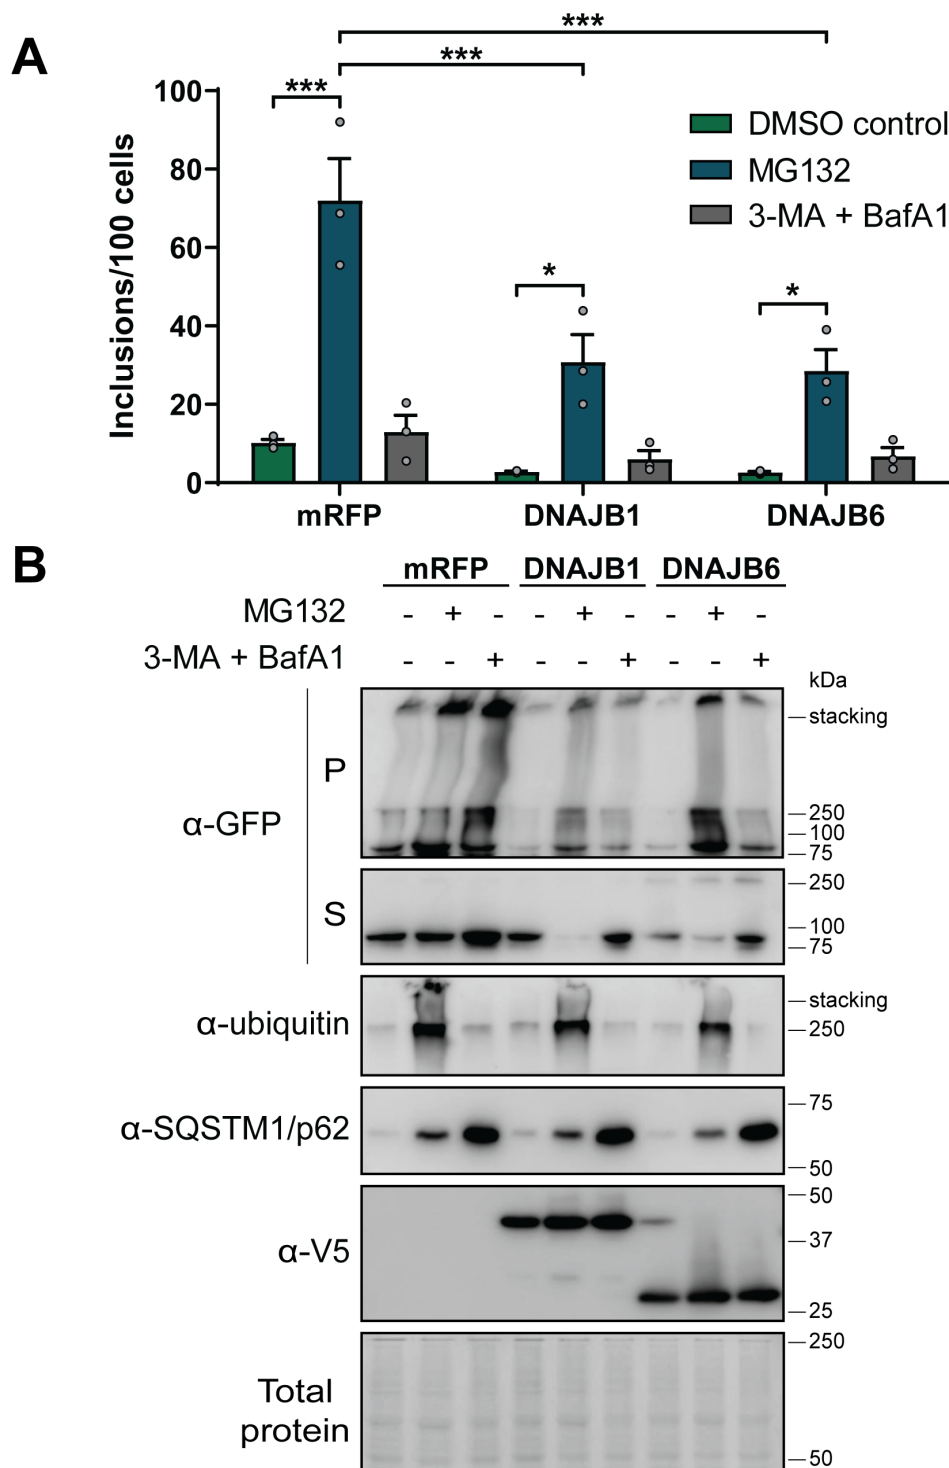 A
***
***
***
100
80
60
40
20
0
Inclusions/100 cells
DMSO control
MG132
3-MA + BafA1
*
*
mRFP DNAJB1 DNAJB6
B
mRFP DNAJB1 DNAJB6
MG132 - + - - + - - + -
3-MA + BafA1 - - + - - + - - +
kDa
α-GFP
P
stacking
250
100
75
S
250
100
75
α-ubiquitin
stacking
250
α-SQSTM1/p62
75
50
α-V5
50
37
25
Total
protein
250
50